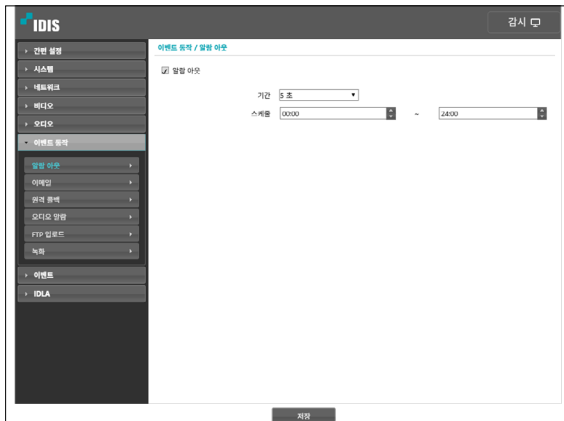 IDIS
감시
간편 설정
시스템
네트워크
비디오
오디오
이벤트 동작
알람 아웃
이메일
원격 콜백
오디오 알람
FTP 업로드
녹화
이벤트
IDLA
이벤트 동작 / 알람 아웃
알람 아웃
기간 5 초
스케줄 00:00 ~ 24:00
저장